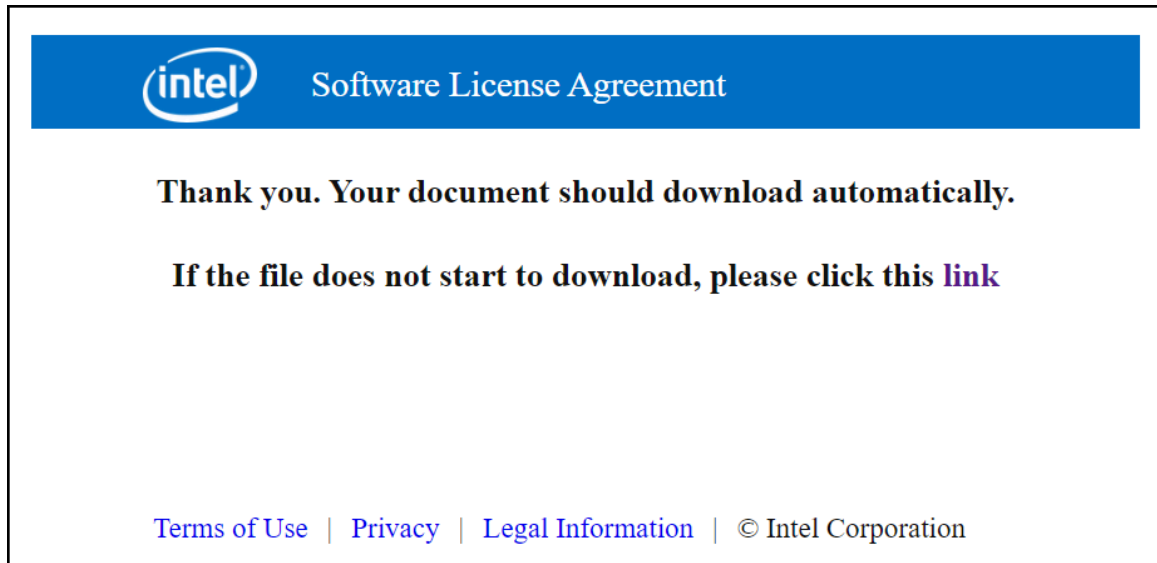 intel Software License Agreement
Thank you. Your document should download automatically.
If the file does not start to download, please click this link
Terms of Use | Privacy | Legal Information | © Intel Corporation